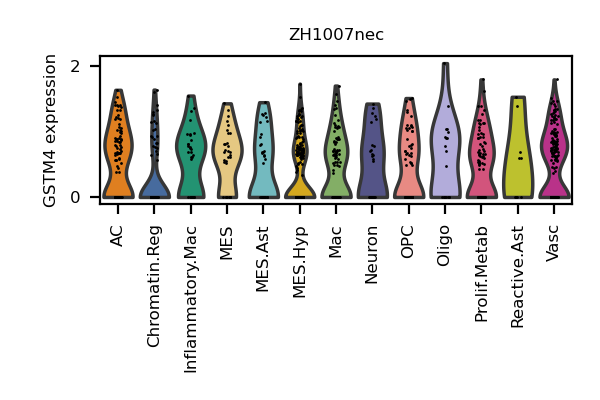 ZH1007nec
GSTM4 expression
2
0
AC
Chromatin.Reg
Inflammatory.Mac
MES
MES.Ast
MES.Hyp
Mac
Neuron
OPC
Oligo
Prolif.Metab
Reactive.Ast
Vasc